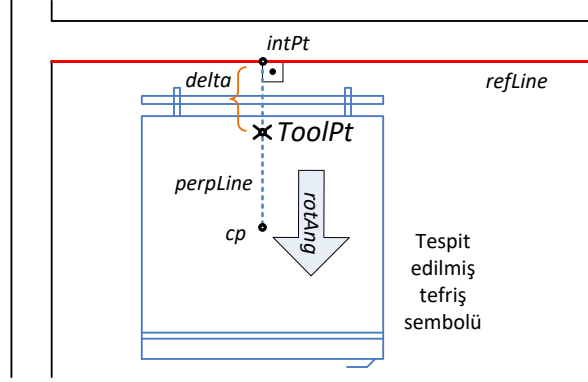 intPt
delta
refLine
ToolPt
perpLine
rotAng
cp
Tespit
edilmiş
tefriş
sembolü